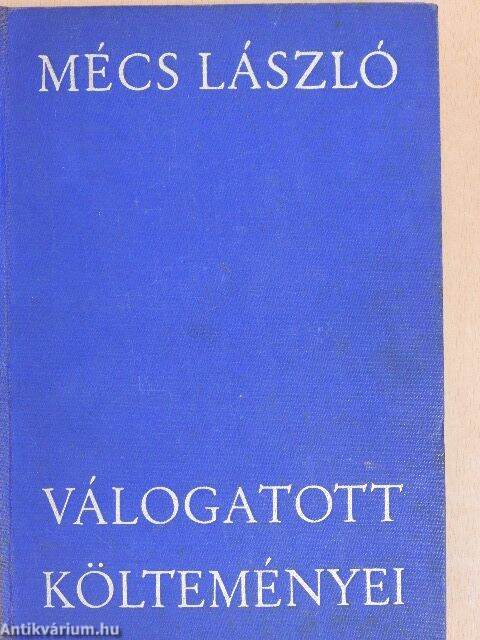 MÉCS LÁSZLÓ
VÁLOGATOTT
KÖLTEMÉNYEI
Antikvárium.hu